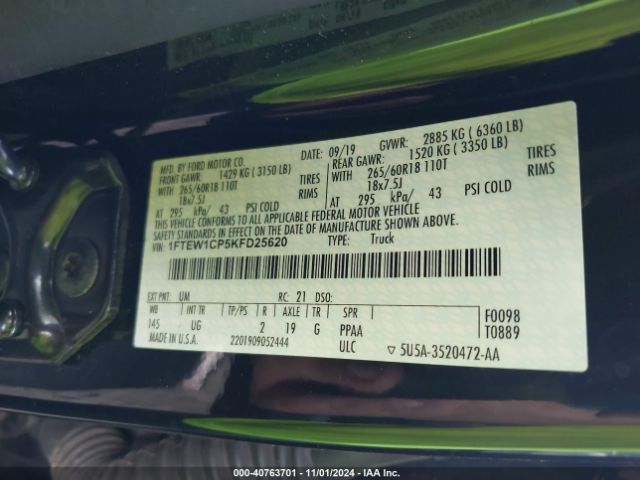 MFD. BY FORD MOTOR CO.
DATE: 09/19 GVWR: 2885 KG ( 6360 LB)
FRONT GAWR: 1429 KG ( 3150 LB)
REAR GAWR: 1520 KG ( 3350 LB)
WITH 265/60R18 110T TIRES
WITH 265/60R18 110T TIRES
18x7.5J RIMS
18x7.5J RIMS
AT 295 kPa/ 43 PSI COLD
AT 295 kPa/ 43 PSI COLD
THIS VEHICLE CONFORMS TO ALL APPLICABLE FEDERAL MOTOR VEHICLE
SAFETY STANDARDS IN EFFECT ON THE DATE OF MANUFACTURE SHOWN ABOVE.
VIN: 1FTEW1CP5KFD25620 TYPE: Truck
EXT PNT: UM RC: 21 DSO:
WB INT TR TP/PS R AXLE TR SPR
145 UG 2 19 G PPAA
F0098
T0889
MADE IN U.S.A. 2201909052444 ULC ▽ 5U5A-3520472-AA
000-40763701 - 11/01/2024 - IAA Inc.